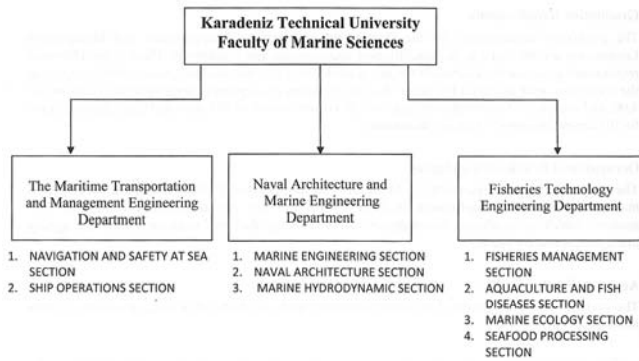 Karadeniz Technical University
Faculty of Marine Sciences
The Maritime Transportation
and Management Engineering
Department
1. NAVIGATION AND SAFETY AT SEA
SECTION
2. SHIP OPERATIONS SECTION
Naval Architecture and
Marine Engineering
Department
1. MARINE ENGINEERING SECTION
2. NAVAL ARCHITECTURE SECTION
3. MARINE HYDRODYNAMIC SECTION
Fisheries Technology
Engineering Department
1. FISHERIES MANAGEMENT
SECTION
2. AQUACULTURE AND FISH
DISEASES SECTION
3. MARINE ECOLOGY SECTION
4. SEAFOOD PROCESSING
SECTION